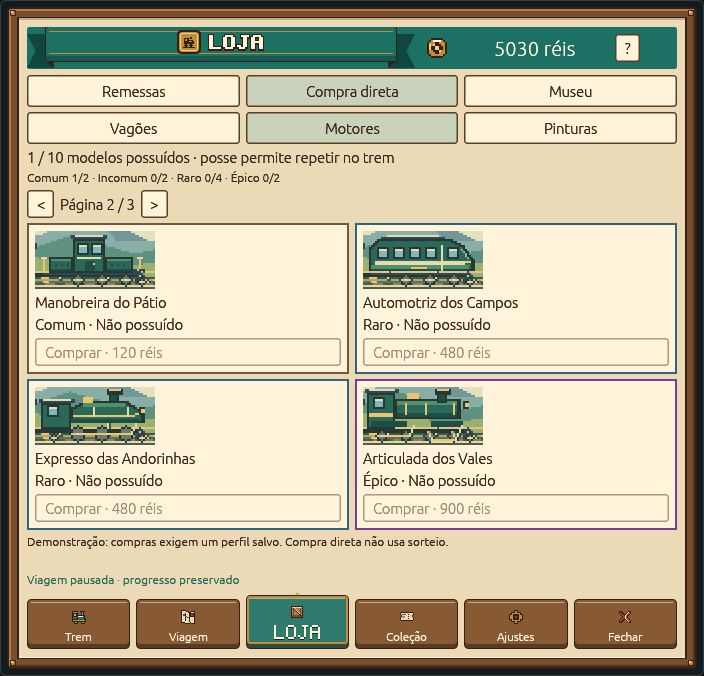 LOJA
5030 réis
?
Remessas
Compra direta
Museu
Vagões
Motores
Pinturas
1 / 10 modelos possuídos · posse permite repetir no trem
Comum 1/2 · Incomum 0/2 · Raro 0/4 · Épico 0/2
< Página 2 / 3 >
Manobreira do Pátio
Comum · Não possuído
Comprar · 120 réis
Automotriz dos Campos
Raro · Não possuído
Comprar · 480 réis
Expresso das Andorinhas
Raro · Não possuído
Comprar · 480 réis
Articulada dos Vales
Épico · Não possuído
Comprar · 900 réis
Demonstração: compras exigem um perfil salvo. Compra direta não usa sorteio.
Viagem pausada · progresso preservado
Trem
Viagem
LOJA
Coleção
Ajustes
Fechar